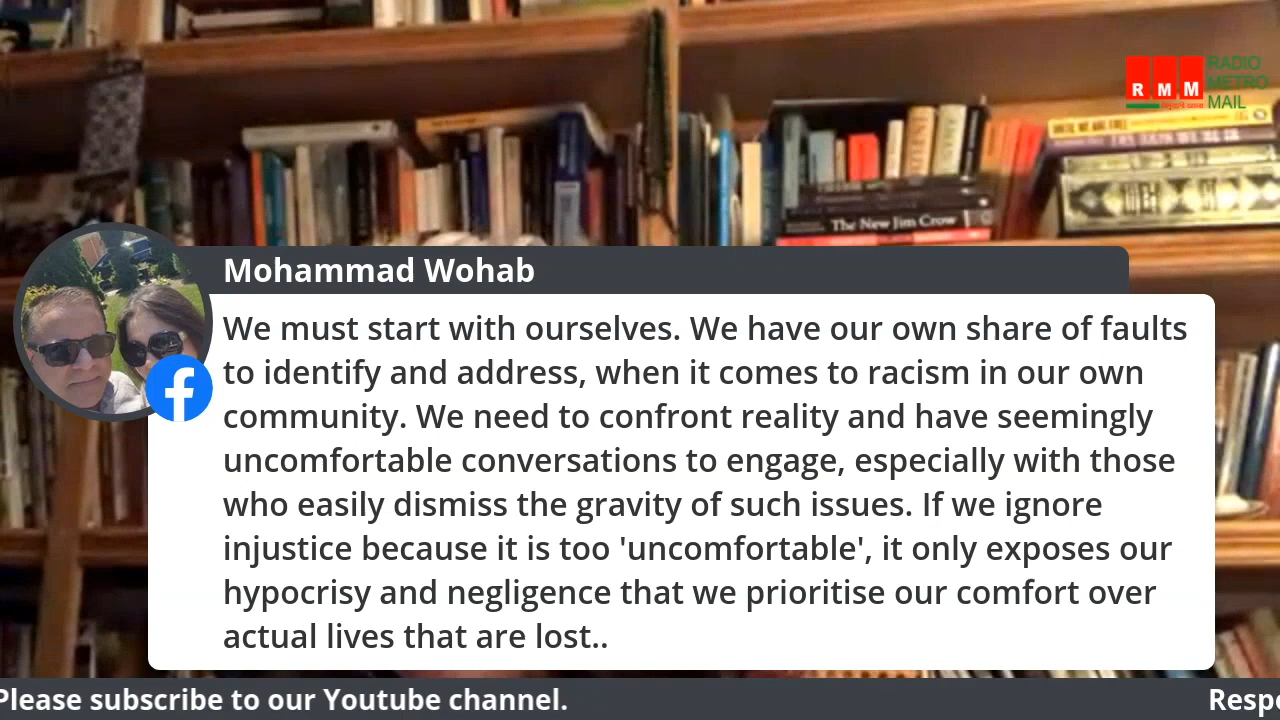 RADIO
METRO
MAIL
R M M
The New Jim Crow
Mohammad Wohab
We must start with ourselves. We have our own share of faults
to identify and address, when it comes to racism in our own
community. We need to confront reality and have seemingly
uncomfortable conversations to engage, especially with those
who easily dismiss the gravity of such issues. If we ignore
injustice because it is too 'uncomfortable', it only exposes our
hypocrisy and negligence that we prioritise our comfort over
actual lives that are lost..
Please subscribe to our Youtube channel.